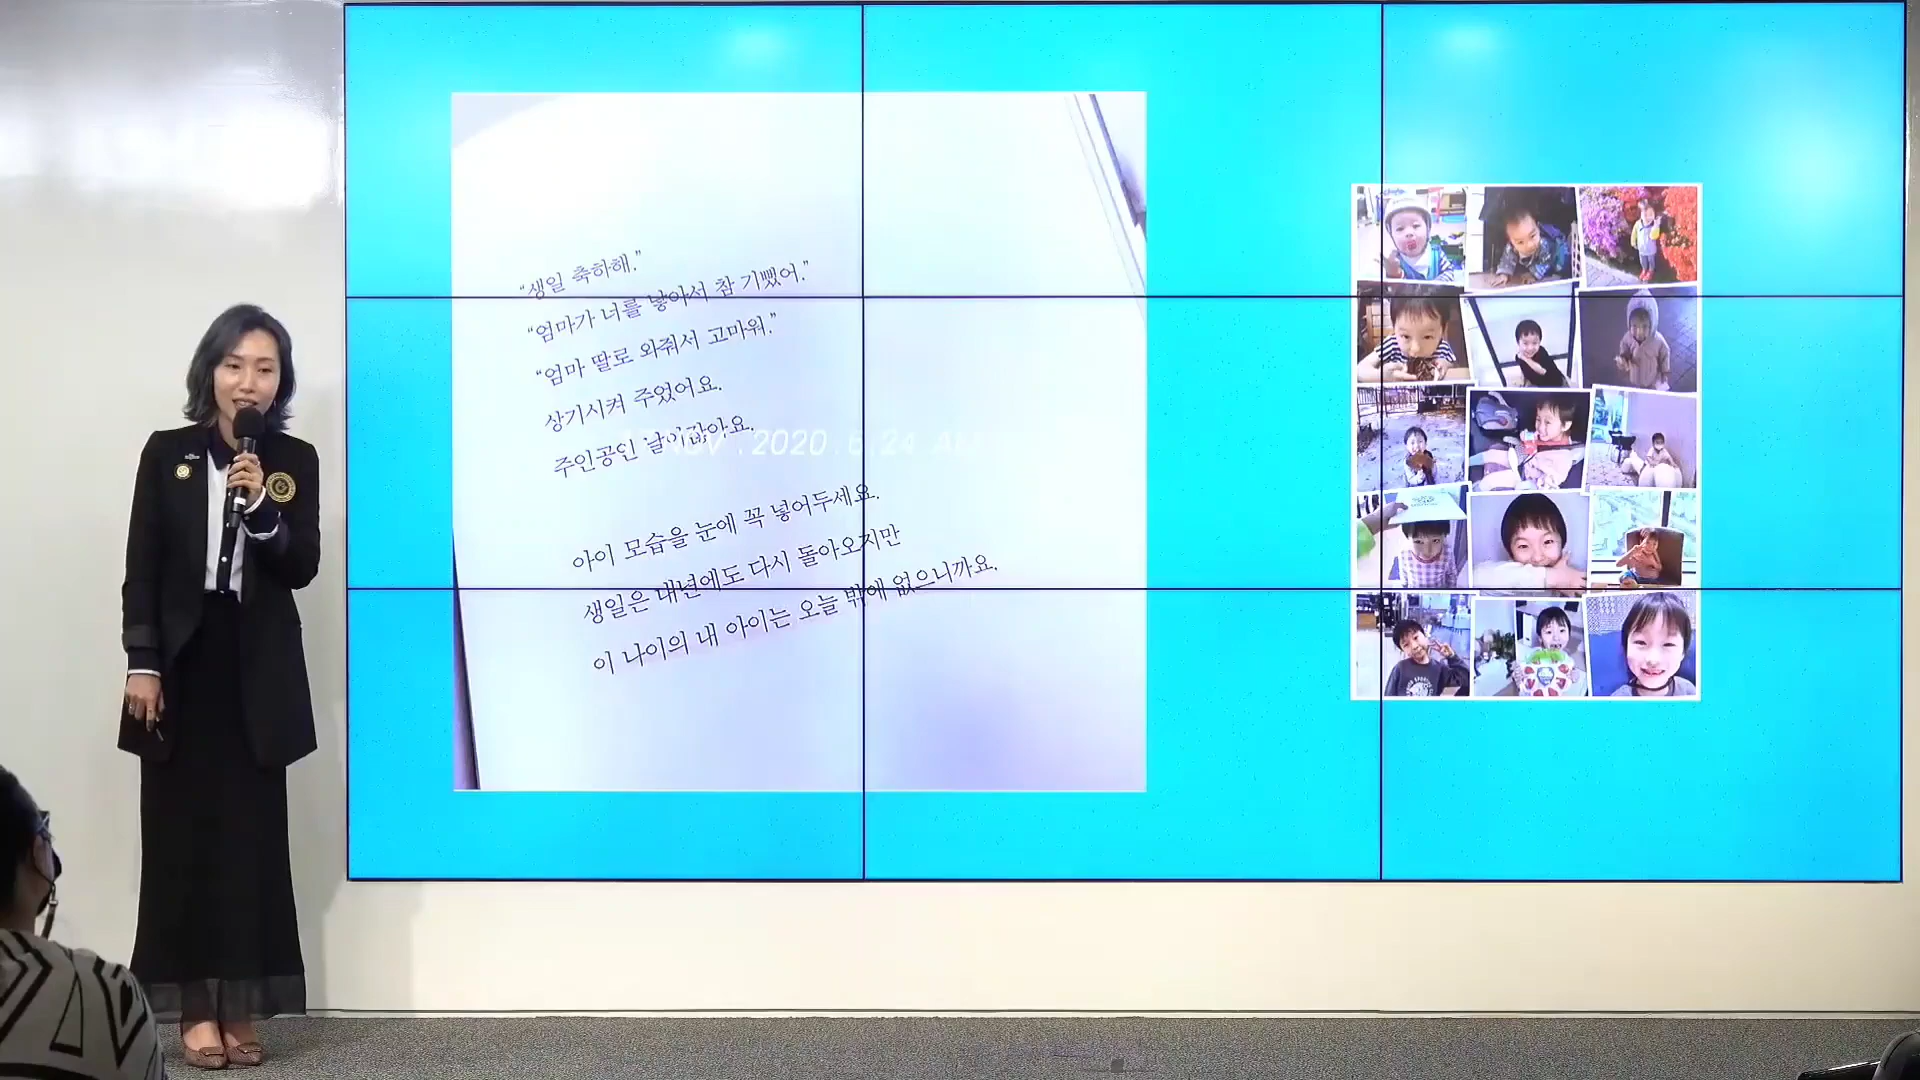 “생일 축하해.”
“엄마가 너를 낳아서 참 기뻤어.”
“엄마 딸로 와줘서 고마워.”
상기시켜 주었어요.
주인공인 날이잖아요.
2020.6.24
아이 모습을 눈에 꼭 넣어두세요.
생일은 내년에도 다시 돌아오지만
이 나이의 내 아이는 오늘 밖에 없으니까요.